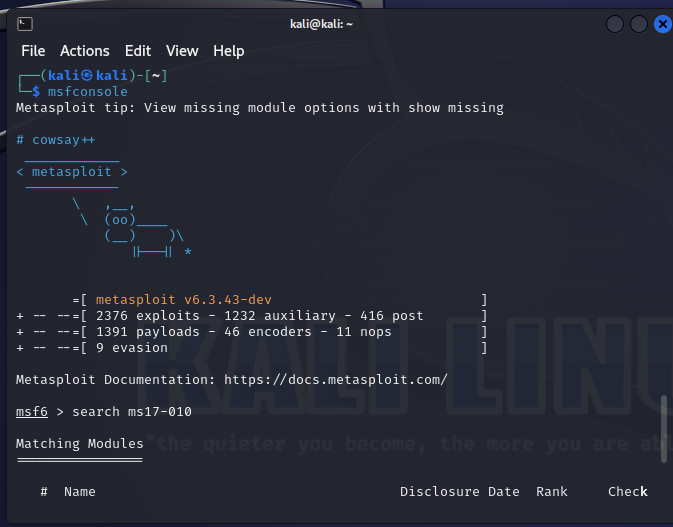 kali@kali: ~
File Actions Edit View Help
┌──(kali㉿kali)-[~]
└─$ msfconsole
Metasploit tip: View missing module options with show missing
# cowsay++
 ____________
< metasploit >
 ------------
       \   ,__,
        \  (oo)____
           (__)    )\
              ||--|| *
       =[ metasploit v6.3.43-dev                          ]
+ -- --=[ 2376 exploits - 1232 auxiliary - 416 post       ]
+ -- --=[ 1391 payloads - 46 encoders - 11 nops           ]
+ -- --=[ 9 evasion                                       ]
Metasploit Documentation: https://docs.metasploit.com/
KALI LINU
msf6 > search ms17-010
Matching Modules
"the quieter you become, the more you are abl
================
   #  Name                                      Disclosure Date  Rank     Check